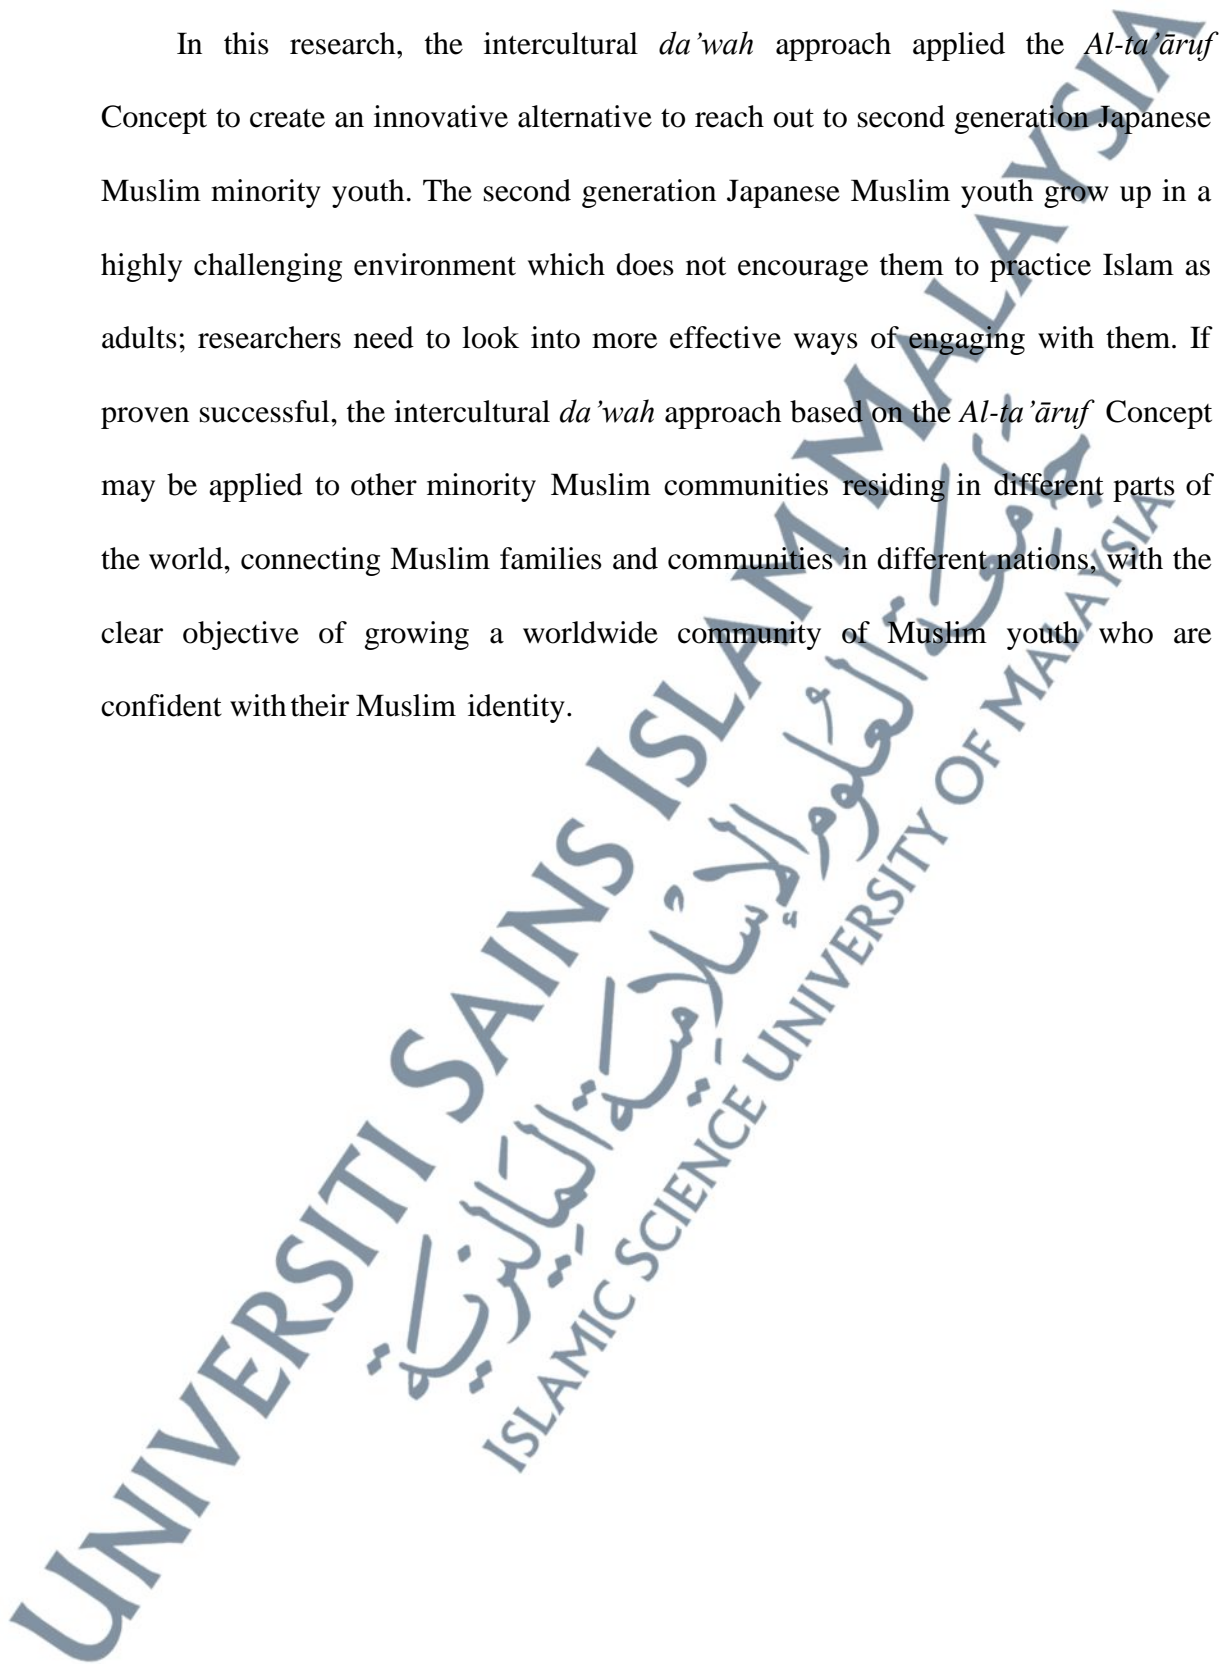 In this research, the intercultural da’wah approach applied the Al-ta’āruf
Concept to create an innovative alternative to reach out to second generation Japanese
Muslim minority youth. The second generation Japanese Muslim youth grow up in a
highly challenging environment which does not encourage them to practice Islam as
adults; researchers need to look into more effective ways of engaging with them. If
proven successful, the intercultural da’wah approach based on the Al-ta’āruf Concept
may be applied to other minority Muslim communities residing in different parts of
the world, connecting Muslim families and communities in different nations, with the
clear objective of growing a worldwide community of Muslim youth who are
confident with their Muslim identity.
UNIVERSITI SAINS ISLAM MALAYSIA
جامعة العلوم الإسلامية الماليزية
ISLAMIC SCIENCE UNIVERSITY OF MALAYSIA